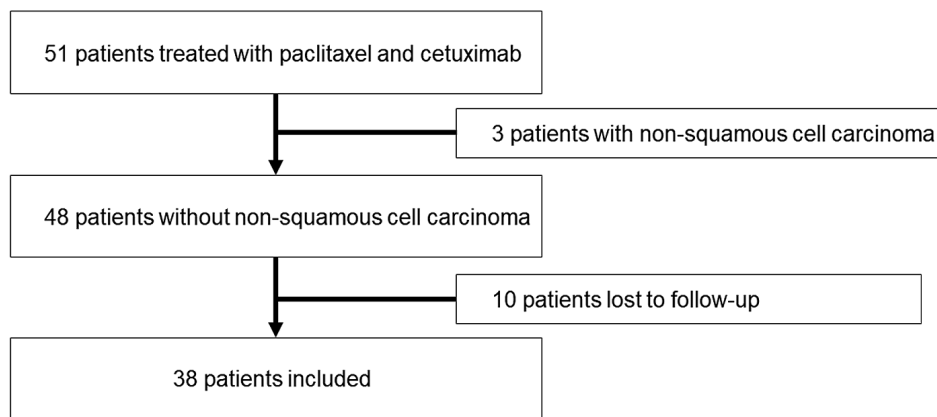 51 patients treated with paclitaxel and cetuximab
3 patients with non-squamous cell carcinoma
48 patients without non-squamous cell carcinoma
10 patients lost to follow-up
38 patients included